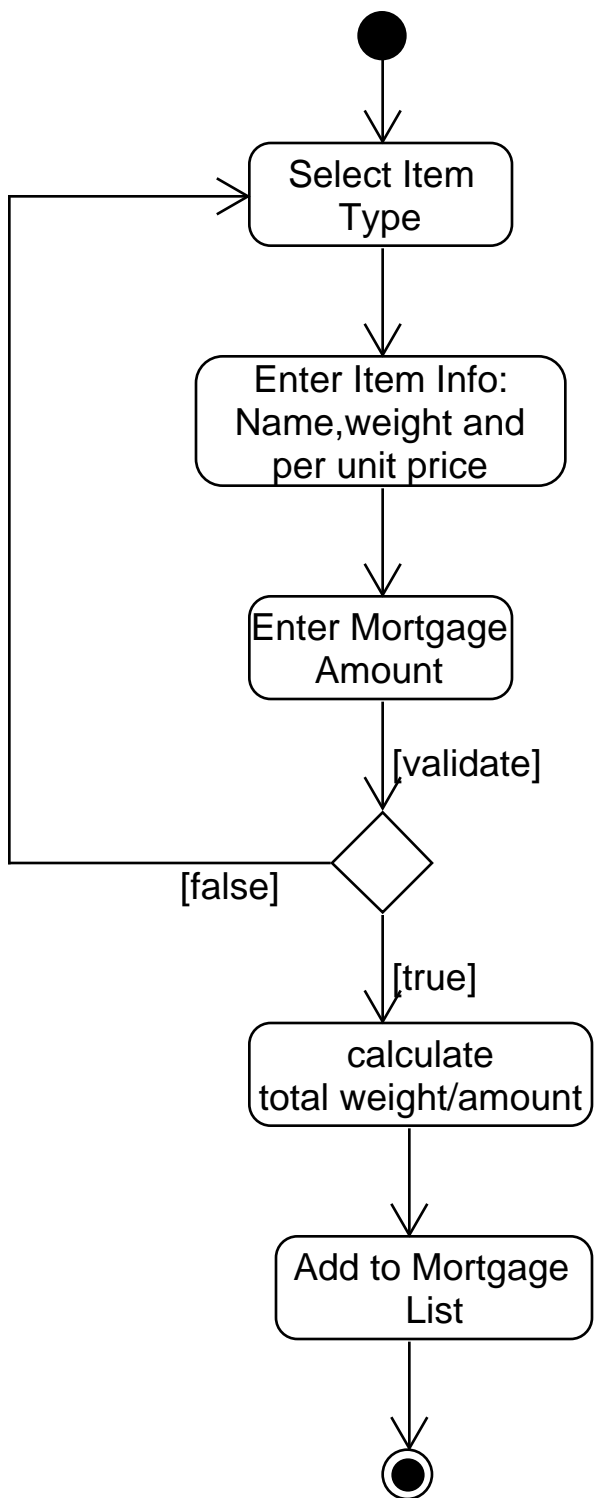 Select Item
Type
Enter Item Info:
Name,weight and
per unit price
Enter Mortgage
Amount
[validate]
[false]
[true]
calculate
total weight/amount
Add to Mortgage
List